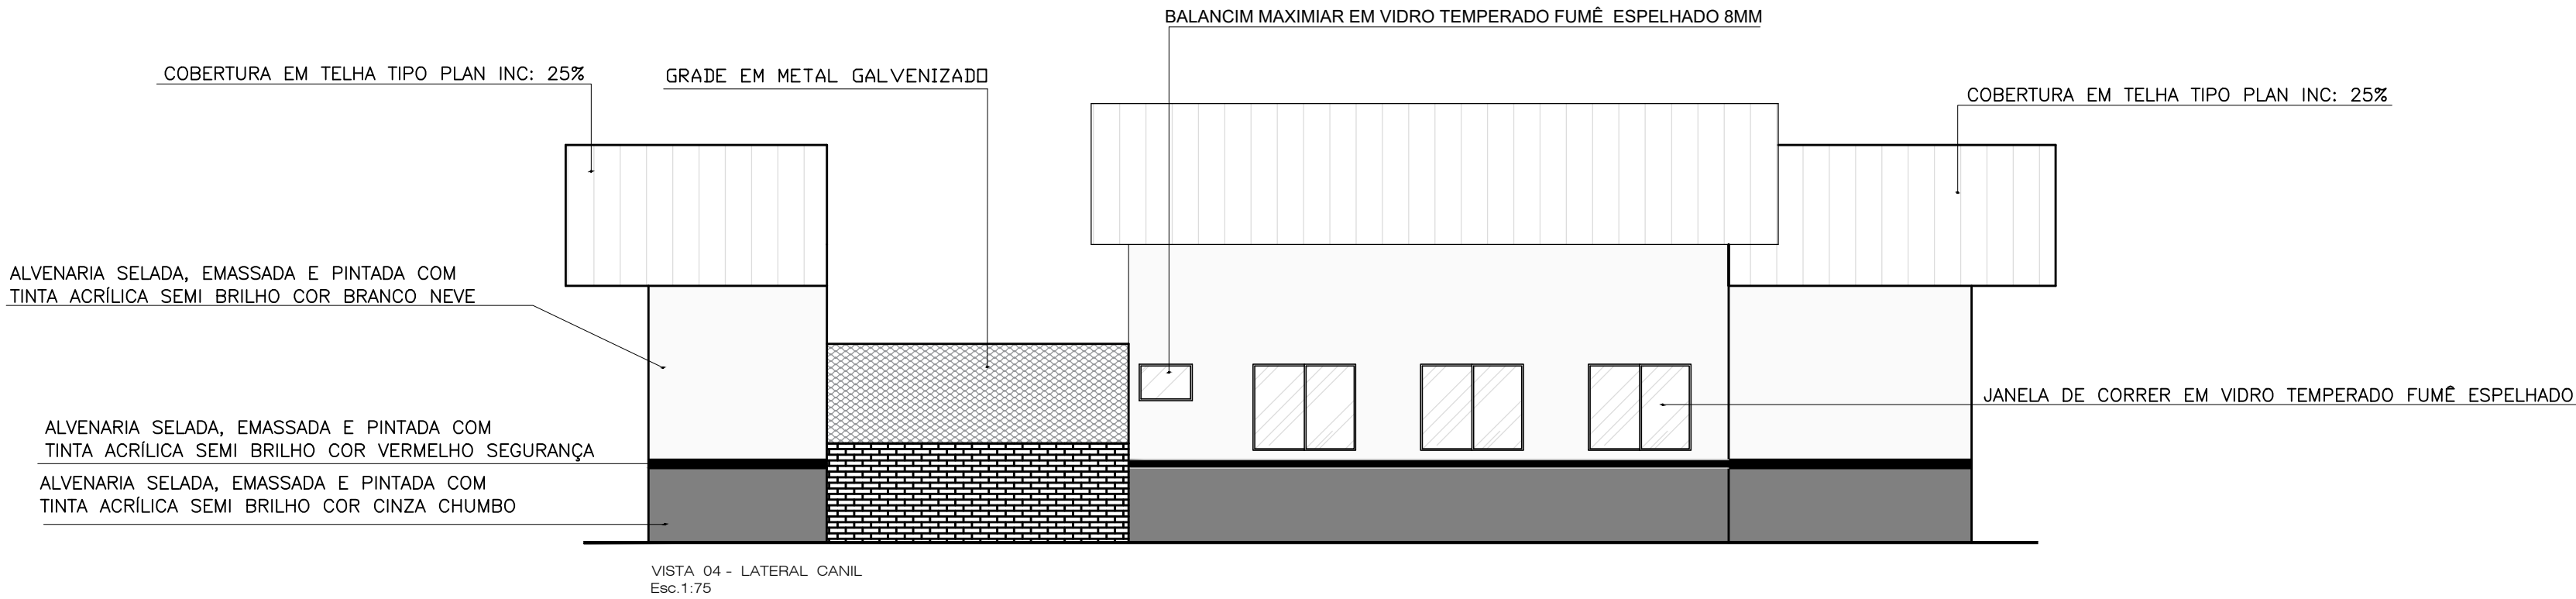 BALANCIM MAXIMIAR EM VIDRO TEMPERADO FUMÊ ESPELHADO 8MM
COBERTURA EM TELHA TIPO PLAN INC: 25%
GRADE EM METAL GALVENIZADO
COBERTURA EM TELHA TIPO PLAN INC: 25%
ALVENARIA SELADA, EMASSADA E PINTADA COM
TINTA ACRÍLICA SEMI BRILHO COR BRANCO NEVE
JANELA DE CORRER EM VIDRO TEMPERADO FUMÊ ESPELHADO
ALVENARIA SELADA, EMASSADA E PINTADA COM
TINTA ACRÍLICA SEMI BRILHO COR VERMELHO SEGURANÇA
ALVENARIA SELADA, EMASSADA E PINTADA COM
TINTA ACRÍLICA SEMI BRILHO COR CINZA CHUMBO
VISTA 04 - LATERAL CANIL
Esc.1:75